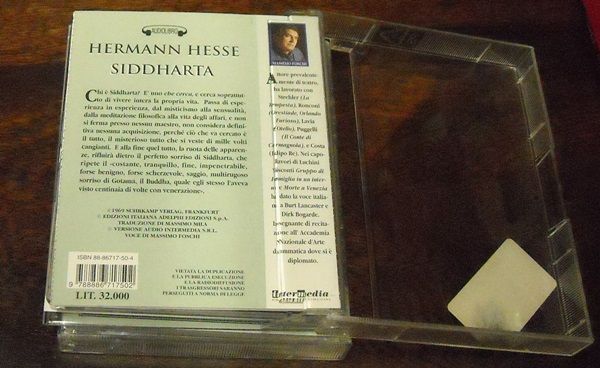 AUDIOLIBRO
HERMANN HESSE
SIDDHARTA
Chi è Siddharta? E' uno che cerca, e cerca soprattut-
to di vivere intera la propria vita. Passa di espe-
rienza in esperienza, dal misticismo alla sensualità,
dalla meditazione filosofica alla vita degli affari, e non
si ferma presso nessun maestro, non considera defini-
tiva nessuna acquisizione, perché ciò che va cercato è
il tutto, il misterioso tutto che si veste di mille volti
cangianti. E alla fine quel tutto, la ruota delle apparen-
ze, rifluirà dietro il perfetto sorriso di Siddharta, che
ripete il «costante, tranquillo, fine, impenetrabile,
forse benigno, forse schernevole, saggio, multirugoso
sorriso di Gotama, il Buddha, quale egli stesso l'aveva
visto centinaia di volte con venerazione».
© 1969 SUHRKAMP VERLAG, FRANKFURT
© EDIZIONI ITALIANA ADELPHI EDIZIONI S.p.A.
TRADUZIONE DI MASSIMO MILA
℗ VERSIONE AUDIO INTERMEDIA S.R.L.
VOCE DI MASSIMO FOSCHI
ISBN 88-86717-50-4
9 788886 717502
LIT. 32.000
VIETATA LA DUPLICAZIONE
E LA PUBBLICA ESECUZIONE
E LA RADIODIFFUSIONE
I TRASGRESSORI SARANNO
PERSEGUITI A NORMA DI LEGGE
MASSIMO FOSCHI
Attore prevalente
mente di teatro,
ha lavorato con
Strehler (La
tempesta), Ronconi
(Orestiade, Orlando
Furioso), Lavia
(Otello), Puggelli
(Il Conte di
Carmagnola), e Costa
(Edipo Re). Nei capo-
lavori di Luchini
Visconti Gruppo di
famiglia in un inter-
no e Morte a Venezia
ha dato la voce italiana
a Burt Lancaster e
Dirk Bogarde.
Insegnante di recita-
zione all' Accademia
Nazionale d'Arte
drammatica dove si è
diplomato.
intermedia